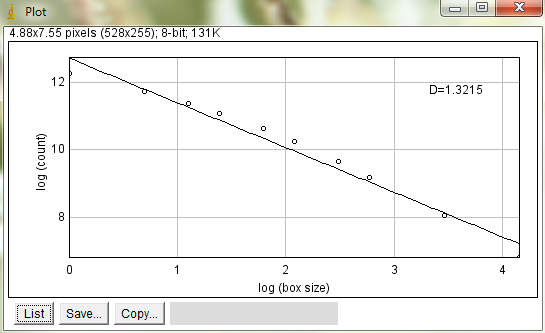 Plot
4.88x7.55 pixels (528x255); 8-bit; 131K
D=1.3215
12
10
8
log (count)
0 1 2 3 4
log (box size)
List Save... Copy...